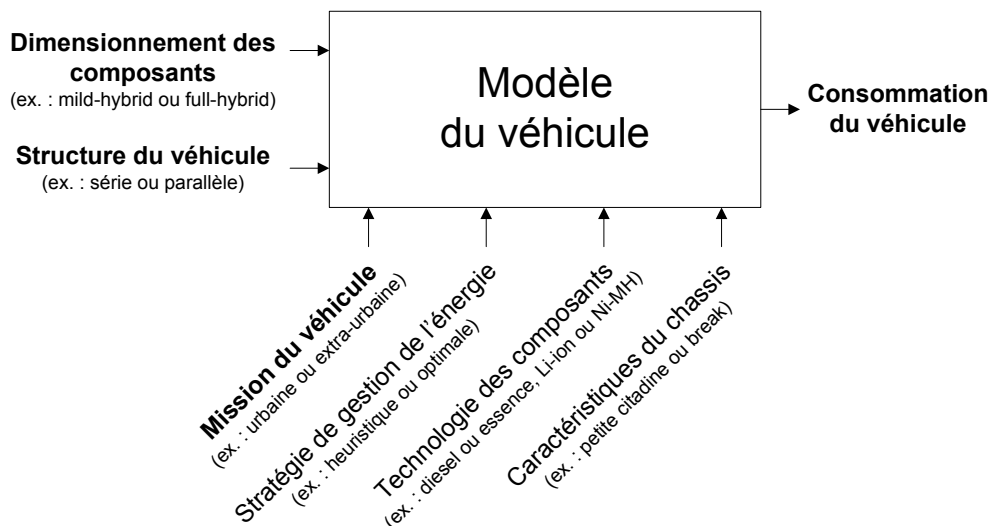 Dimensionnement des
composants
(ex. : mild-hybrid ou full-hybrid)
Structure du véhicule
(ex. : série ou parallèle)
Modèle
du véhicule
Consommation
du véhicule
Mission du véhicule
(ex. : urbaine ou extra-urbaine)
Stratégie de gestion de l'énergie
(ex. : heuristique ou optimale)
Technologie des composants
(ex. : diesel ou essence, Li-ion ou Ni-MH)
Caractéristiques du chassis
(ex. : petite citadine ou break)